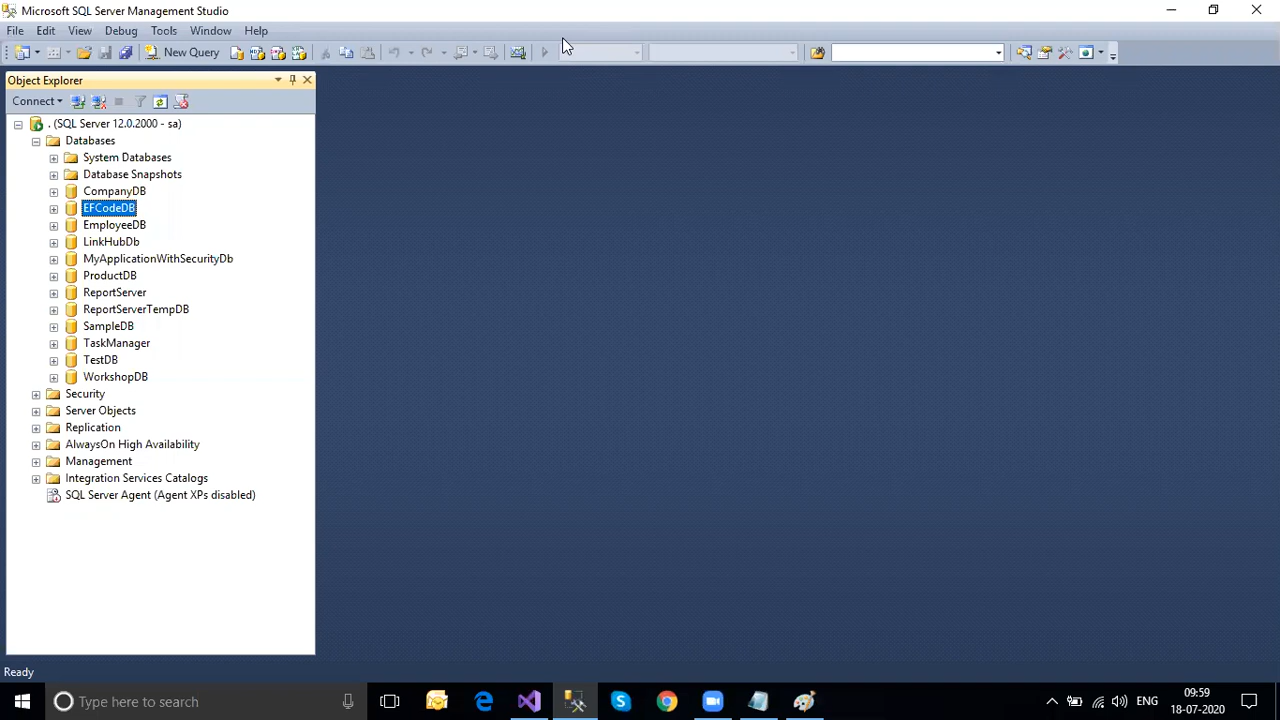 Microsoft SQL Server Management Studio
File Edit View Debug Tools Window Help
New Query
Object Explorer
Connect
. (SQL Server 12.0.2000 - sa)
Databases
System Databases
Database Snapshots
CompanyDB
EFCodeDB
EmployeeDB
LinkHubDb
MyApplicationWithSecurityDb
ProductDB
ReportServer
ReportServerTempDB
SampleDB
TaskManager
TestDB
WorkshopDB
Security
Server Objects
Replication
AlwaysOn High Availability
Management
Integration Services Catalogs
SQL Server Agent (Agent XPs disabled)
Ready
Type here to search
ENG
09:59
18-07-2020